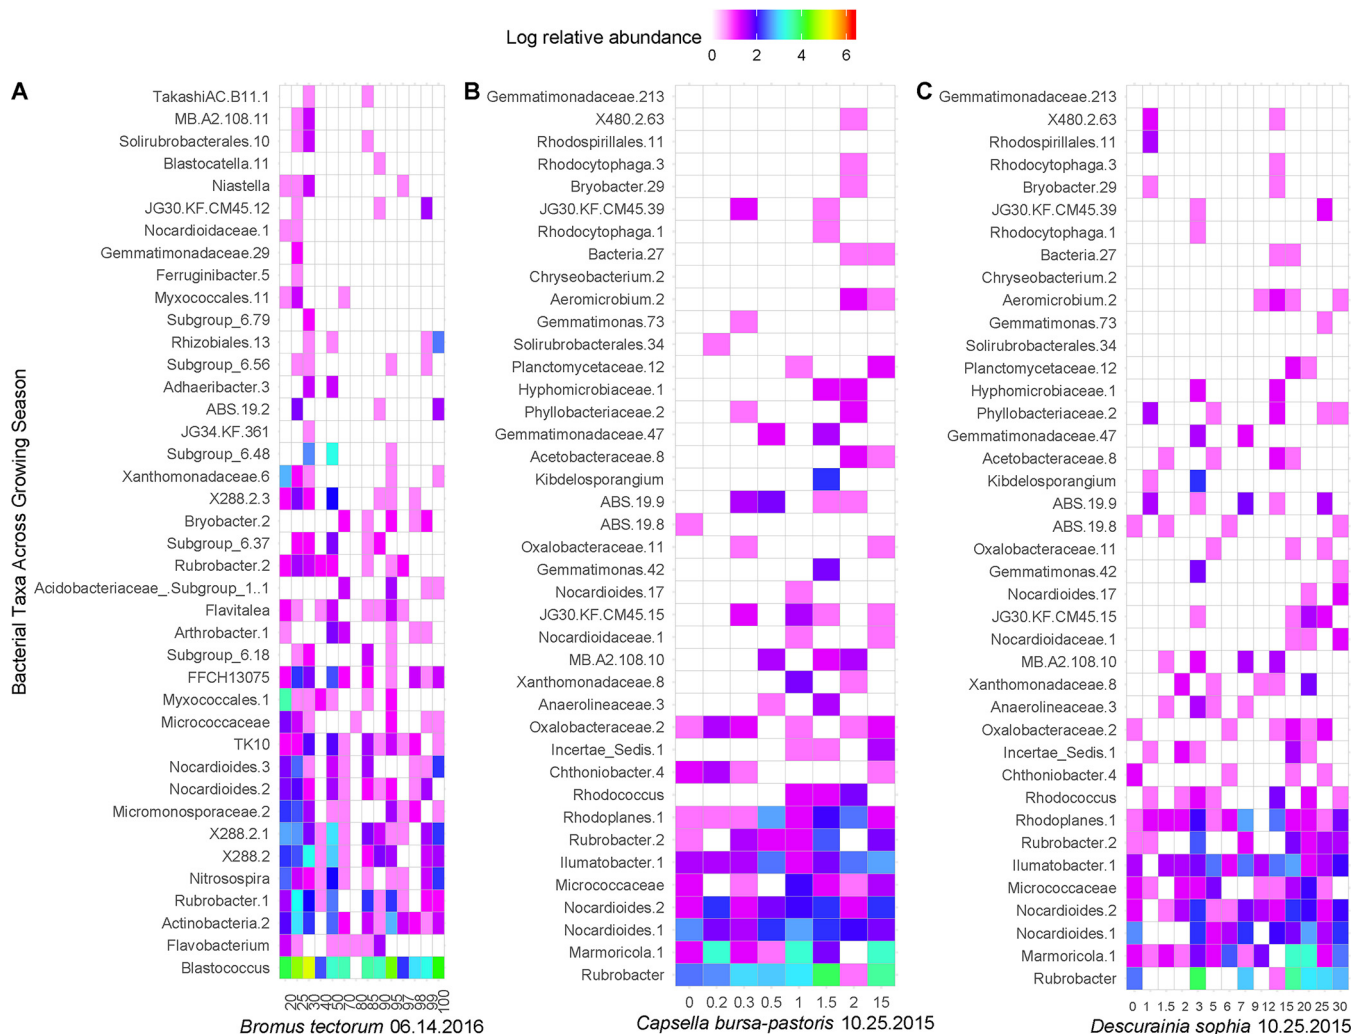 Log relative abundance
0 2 4 6
A
B
C
Bacterial Taxa Across Growing Season
TakashiAC.B11.1
MB.A2.108.11
Solirubrobacterales.10
Blastocatella.11
Niastella
JG30.KF.CM45.12
Nocardioidaceae.1
Gemmatimonadaceae.29
Ferruginibacter.5
Myxococcales.11
Subgroup_6.79
Rhizobiales.13
Subgroup_6.56
Adhaeribacter.3
ABS.19.2
JG34.KF.361
Subgroup_6.48
Xanthomonadaceae.6
X288.2.3
Bryobacter.2
Subgroup_6.37
Rubrobacter.2
Acidobacteriaceae_.Subgroup_1..1
Flavitalea
Arthrobacter.1
Subgroup_6.18
FFCH13075
Myxococcales.1
Micrococcaceae
TK10
Nocardioides.3
Nocardioides.2
Micromonosporaceae.2
X288.2.1
X288.2
Nitrosospira
Rubrobacter.1
Actinobacteria.2
Flavobacterium
Blastococcus
20 25 30 40 50 70 80 85 90 95 97 98 99 100
Bromus tectorum 06.14.2016
Gemmatimonadaceae.213
X480.2.63
Rhodospirillales.11
Rhodocytophaga.3
Bryobacter.29
JG30.KF.CM45.39
Rhodocytophaga.1
Bacteria.27
Chryseobacterium.2
Aeromicrobium.2
Gemmatimonas.73
Solirubrobacterales.34
Planctomycetaceae.12
Hyphomicrobiaceae.1
Phyllobacteriaceae.2
Gemmatimonadaceae.47
Acetobacteraceae.8
Kibdelosporangium
ABS.19.9
ABS.19.8
Oxalobacteraceae.11
Gemmatimonas.42
Nocardioides.17
JG30.KF.CM45.15
Nocardioidaceae.1
MB.A2.108.10
Xanthomonadaceae.8
Anaerolineaceae.3
Oxalobacteraceae.2
Incertae_Sedis.1
Chthoniobacter.4
Rhodococcus
Rhodoplanes.1
Rubrobacter.2
Ilumatobacter.1
Micrococcaceae
Nocardioides.2
Nocardioides.1
Marmoricola.1
Rubrobacter
0 0.2 0.3 0.5 1 1.5 2 15
Capsella bursa-pastoris 10.25.2015
Gemmatimonadaceae.213
X480.2.63
Rhodospirillales.11
Rhodocytophaga.3
Bryobacter.29
JG30.KF.CM45.39
Rhodocytophaga.1
Bacteria.27
Chryseobacterium.2
Aeromicrobium.2
Gemmatimonas.73
Solirubrobacterales.34
Planctomycetaceae.12
Hyphomicrobiaceae.1
Phyllobacteriaceae.2
Gemmatimonadaceae.47
Acetobacteraceae.8
Kibdelosporangium
ABS.19.9
ABS.19.8
Oxalobacteraceae.11
Gemmatimonas.42
Nocardioides.17
JG30.KF.CM45.15
Nocardioidaceae.1
MB.A2.108.10
Xanthomonadaceae.8
Anaerolineaceae.3
Oxalobacteraceae.2
Incertae_Sedis.1
Chthoniobacter.4
Rhodococcus
Rhodoplanes.1
Rubrobacter.2
Ilumatobacter.1
Micrococcaceae
Nocardioides.2
Nocardioides.1
Marmoricola.1
Rubrobacter
0 1 1.5 2 3 5 6 7 9 12 15 20 25 30
Descurainia sophia 10.25.2015